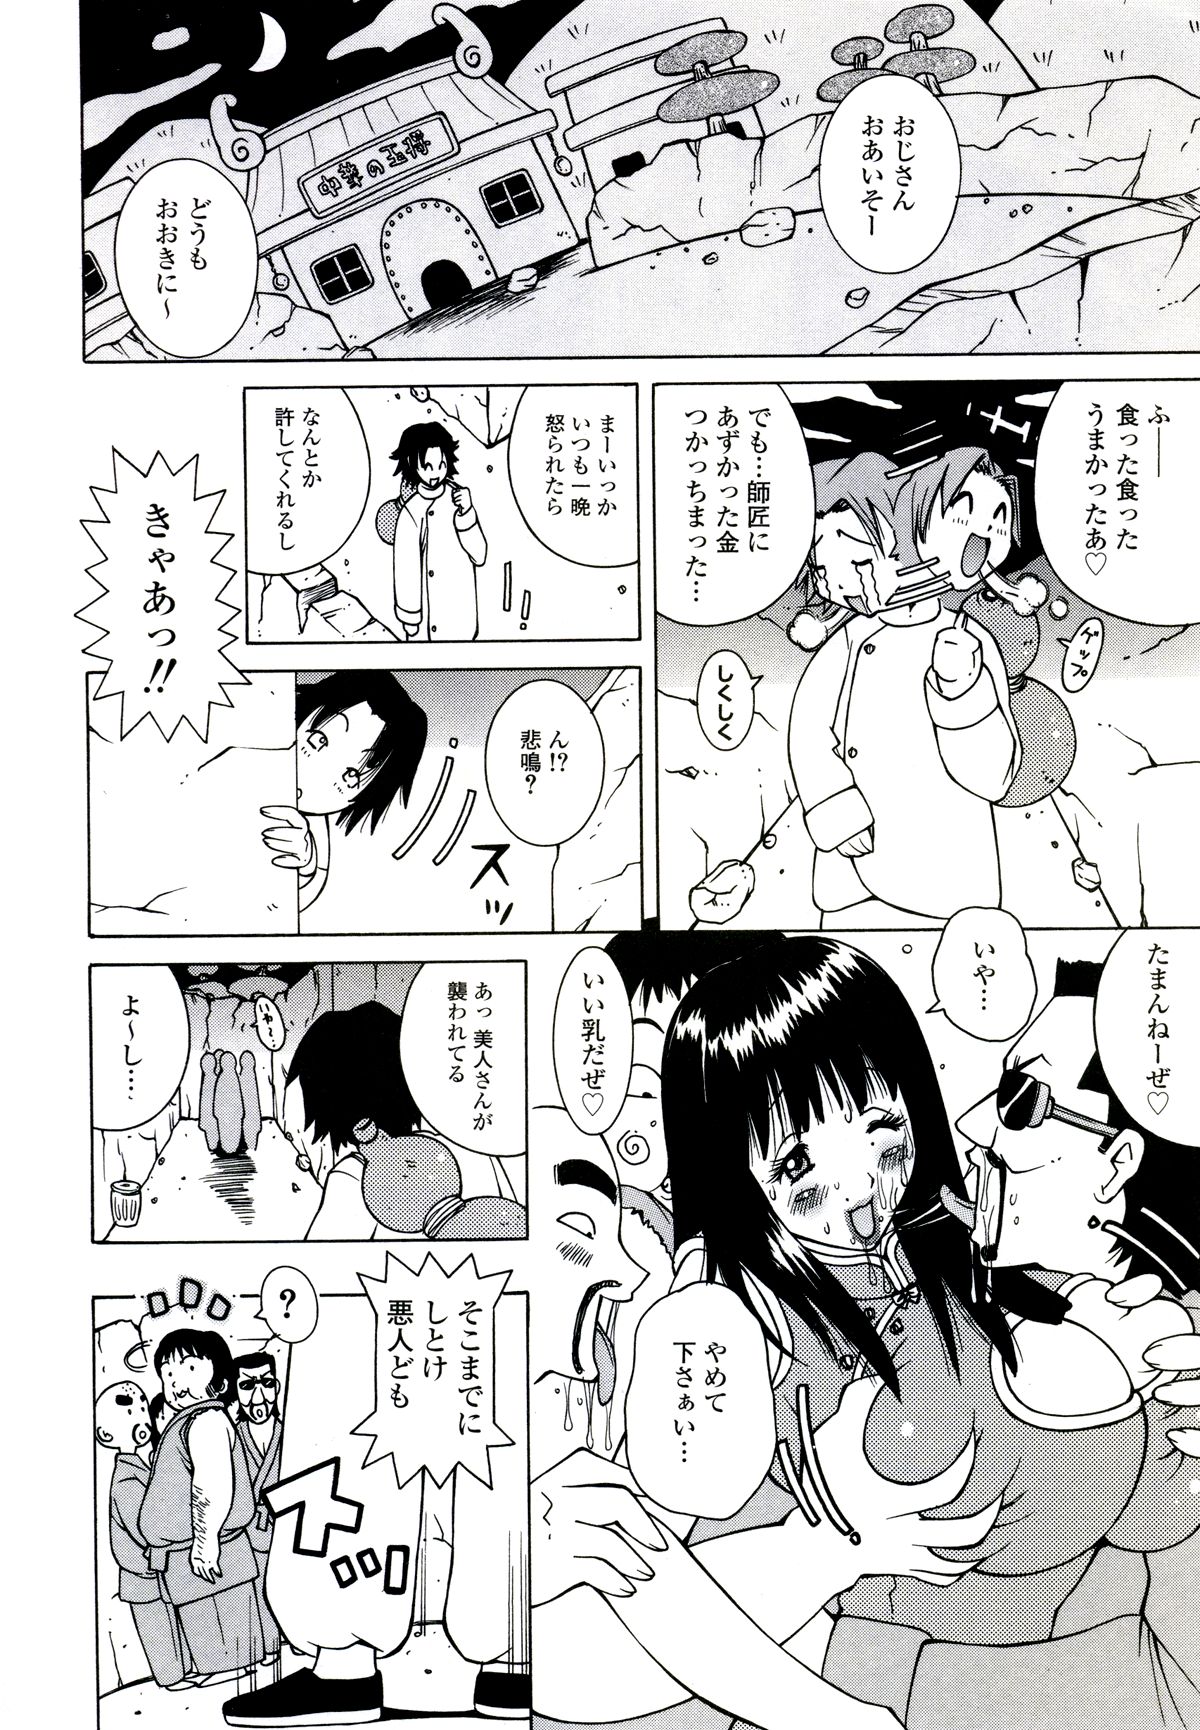 おじさん
おあいそー
中華の王将
どうも
おおきに～
ふ――
食った食った
うまかったあ♡
ゲップ
でも…師匠に
あずかった金
つかっちまった…
しくしく
まーいっか
いつも一晩
怒られたら
なんとか
許してくれるし
きゃあっ!!
ん!?
悲鳴？
スッ
たまんねーぜ♡
いや…
いい乳だぜ♡
やめて
下さぁい…
あっ 美人さんが
襲われてる
いや～…
よ～し…
そこまでに
しとけ
悪人ども
？
ズッ